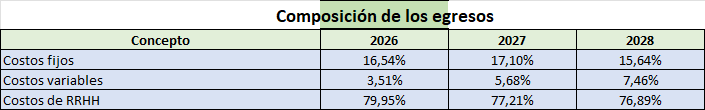 Composición de los egresos
Concepto 2026 2027 2028
Costos fijos 16,54% 17,10% 15,64%
Costos variables 3,51% 5,68% 7,46%
Costos de RRHH 79,95% 77,21% 76,89%